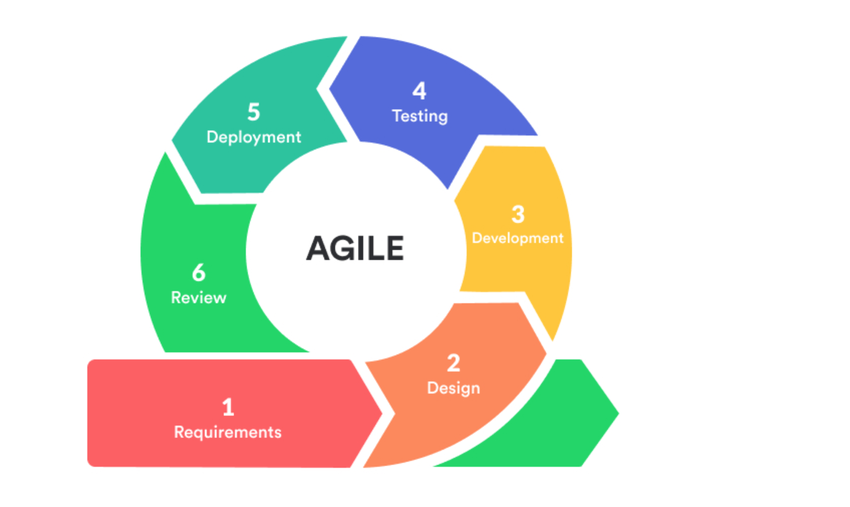 AGILE
1
Requirements
2
Design
3
Development
4
Testing
5
Deployment
6
Review